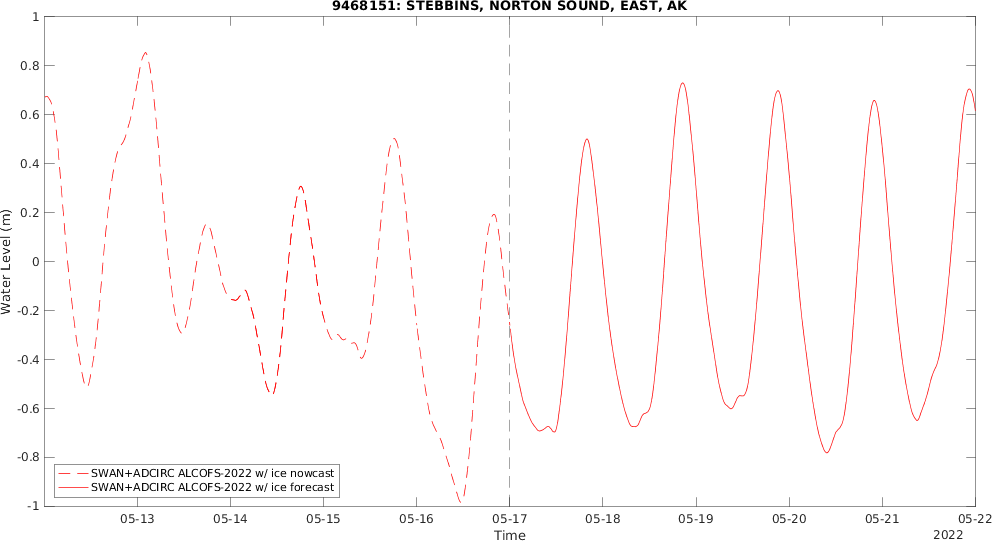 9468151: STEBBINS, NORTON SOUND, EAST, AK
1
0.8
0.6
0.4
0.2
0
-0.2
-0.4
-0.6
-0.8
-1
Water Level (m)
SWAN+ADCIRC ALCOFS-2022 w/ ice nowcast
SWAN+ADCIRC ALCOFS-2022 w/ ice forecast
05-13 05-14 05-15 05-16 05-17 05-18 05-19 05-20 05-21 05-22
Time
2022